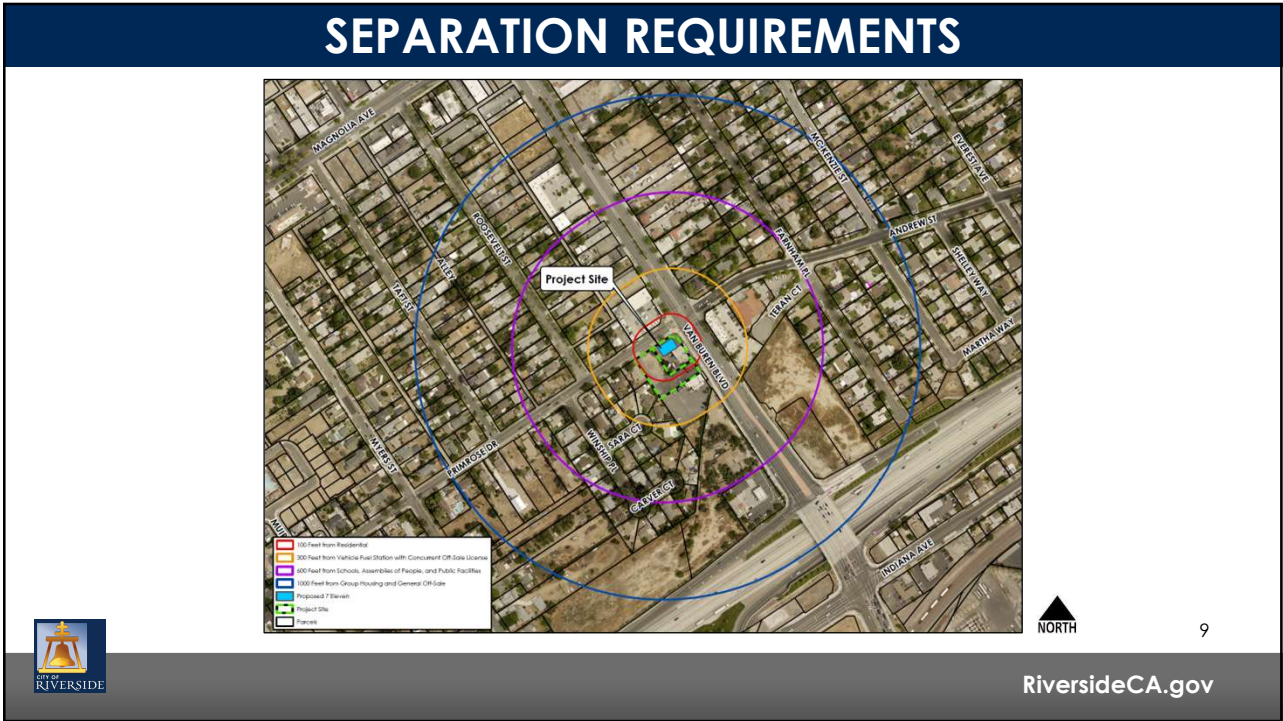 SEPARATION REQUIREMENTS
MAGNOLIA AVE
MC KENZIE ST
EVEREST AVE
ROOSEVELT ST
ANDREW ST
FARNHAM PL
ALLEY
SHELLEY WAY
Project Site
TAFT ST
TERAN CT
VAN BUREN BLVD
MARTHA WAY
SARA CT
WINSHIP PL
MYERS ST
PRIMROSE DR
CARVER CT
INDIANA AVE
100 Feet from Residential
300 Feet from Vehicle Fuel Station with Concurrent Off-Sale License
600 Feet from Schools, Assemblies of People, and Public Facilities
1000 Feet from Group Housing and General Off-Sale
Proposed 7 Eleven
Project Site
Parcels
NORTH
9
CITY OF
RIVERSIDE
RiversideCA.gov